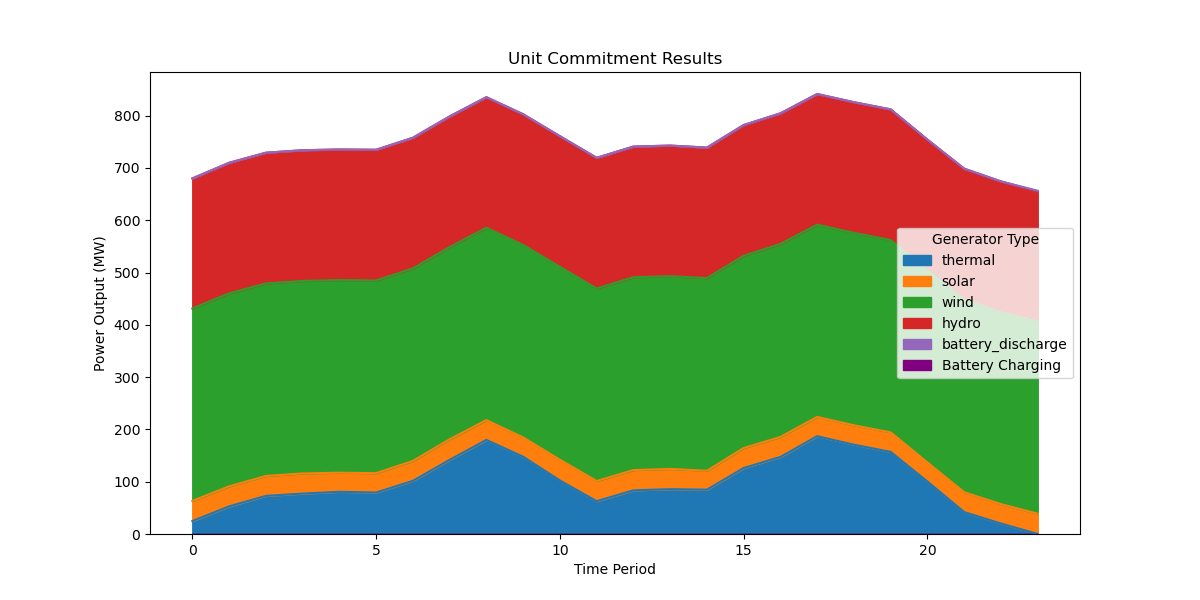 Unit Commitment Results
Power Output (MW)
800
700
600
500
400
300
200
100
0
0 5 10 15 20
Time Period
Generator Type
thermal
solar
wind
hydro
battery_discharge
Battery Charging